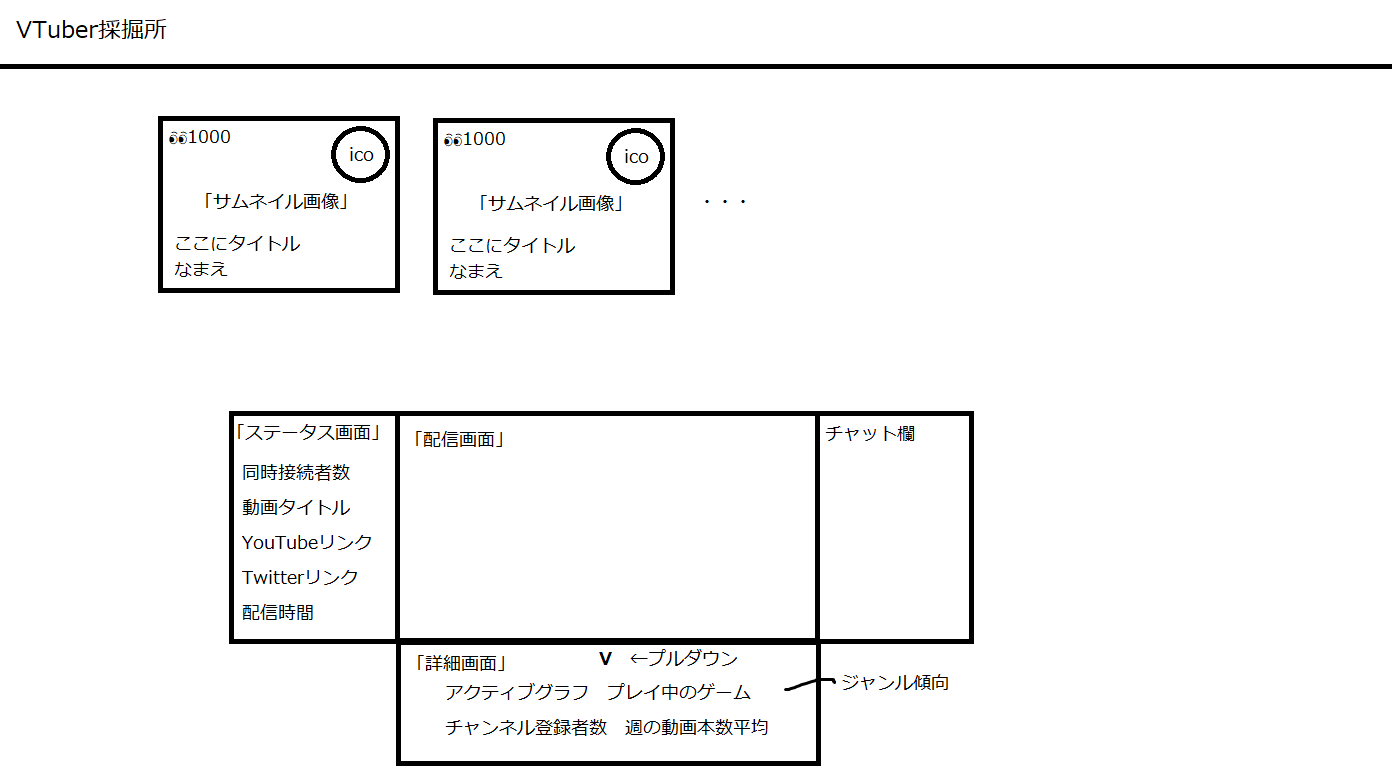 VTuber採掘所
👀1000
ico
「サムネイル画像」
ここにタイトル
なまえ
👀1000
ico
「サムネイル画像」
ここにタイトル
なまえ
・・・
「ステータス画面」
同時接続者数
動画タイトル
YouTubeリンク
Twitterリンク
配信時間
「配信画面」
チャット欄
「詳細画面」
V ←プルダウン
アクティブグラフ プレイ中のゲーム
ジャンル傾向
チャンネル登録者数 週の動画本数平均